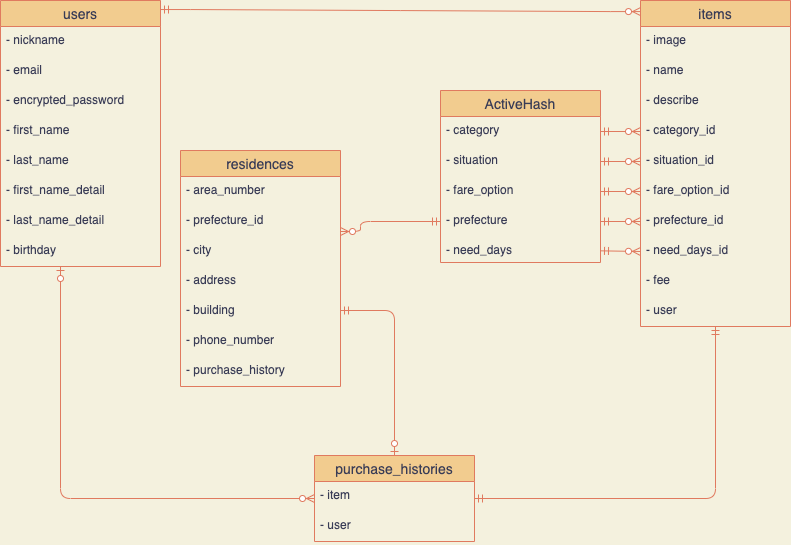 users
- nickname
- email
- encrypted_password
- first_name
- last_name
- first_name_detail
- last_name_detail
- birthday
residences
- area_number
- prefecture_id
- city
- address
- building
- phone_number
- purchase_history
ActiveHash
- category
- situation
- fare_option
- prefecture
- need_days
items
- image
- name
- describe
- category_id
- situation_id
- fare_option_id
- prefecture_id
- need_days_id
- fee
- user
purchase_histories
- item
- user